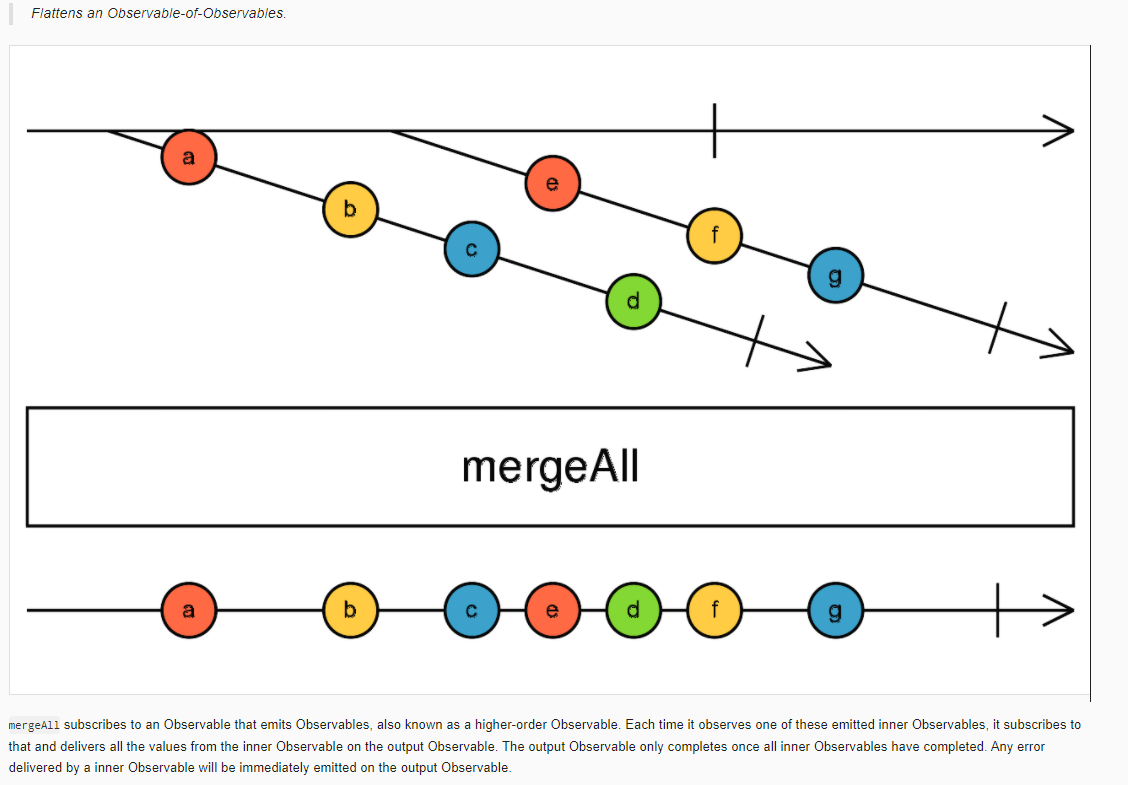 Flattens an Observable-of-Observables.
a
e
b
f
c
g
d
mergeAll
a b c e d f g
mergeAll subscribes to an Observable that emits Observables, also known as a higher-order Observable. Each time it observes one of these emitted inner Observables, it subscribes to
that and delivers all the values from the inner Observable on the output Observable. The output Observable only completes once all inner Observables have completed. Any error
delivered by a inner Observable will be immediately emitted on the output Observable.